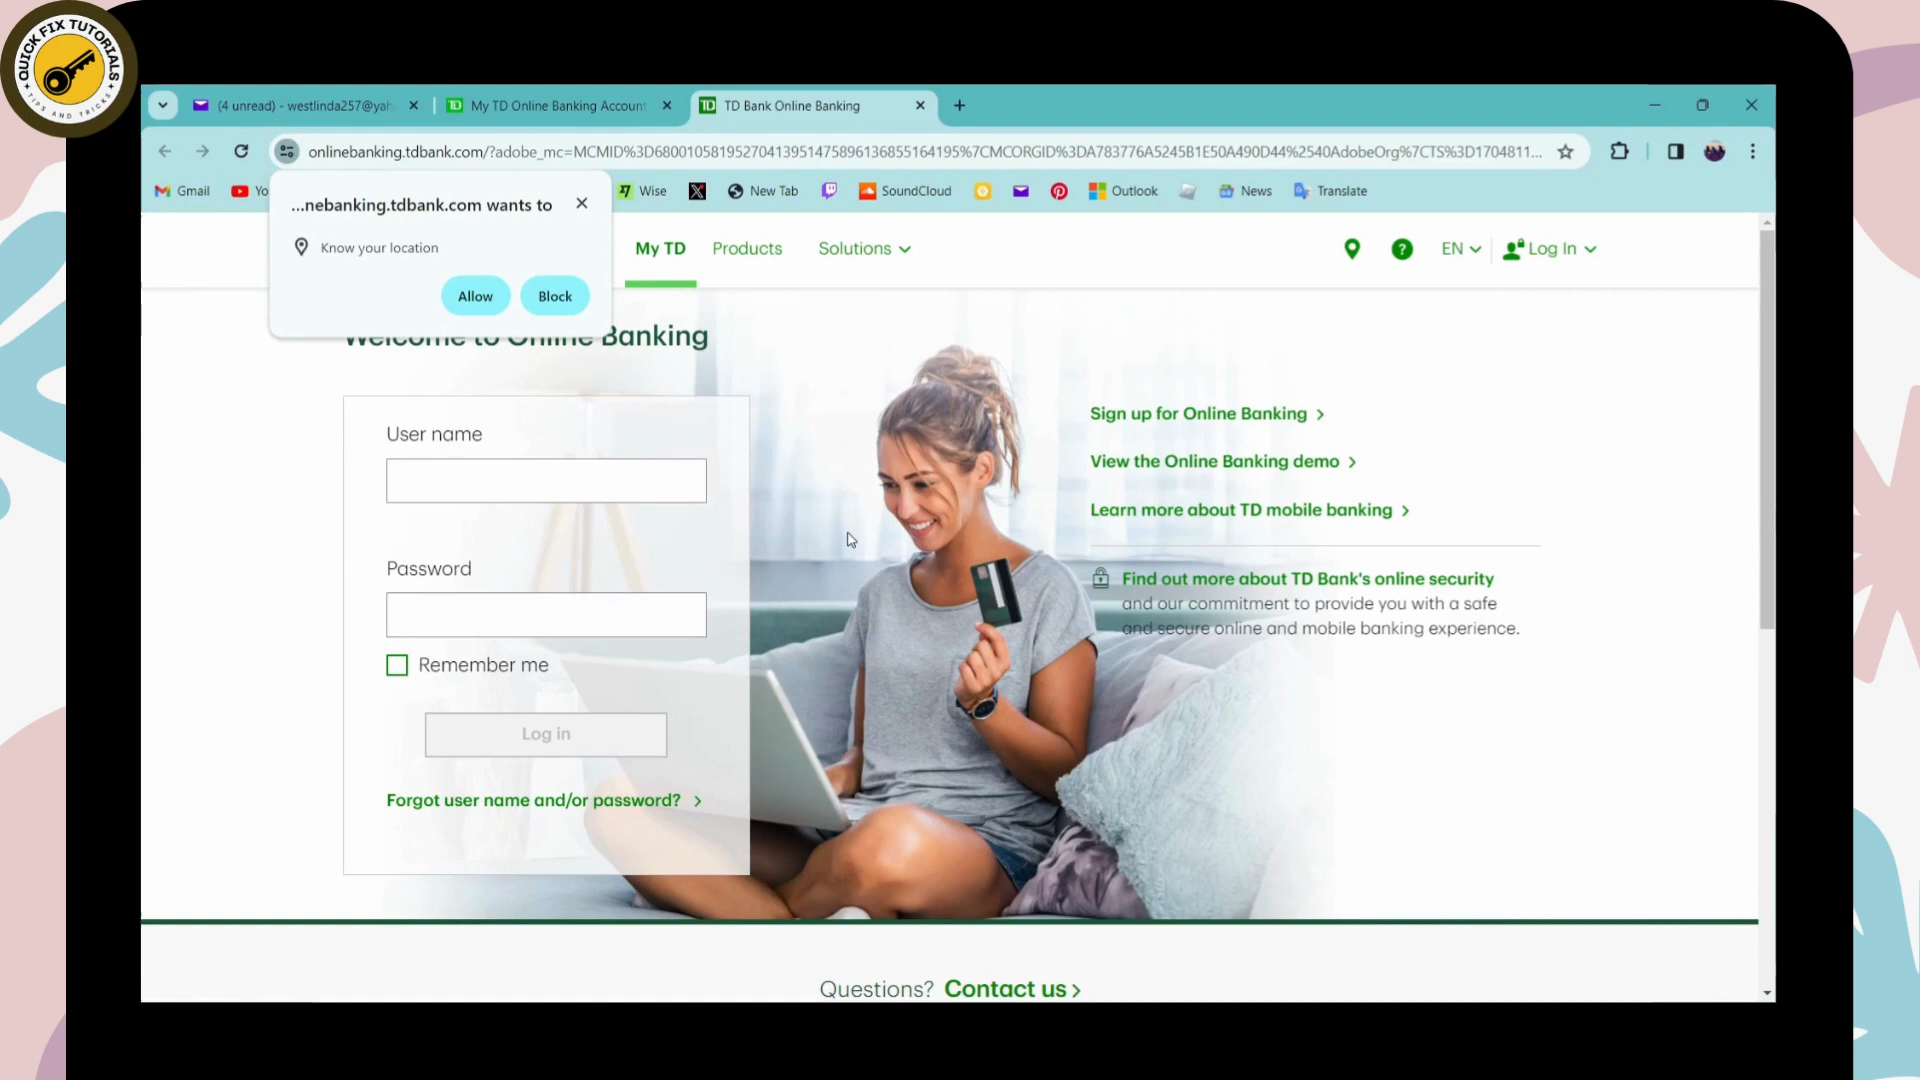 QUICK FIX TUTORIALS
TIPS AND TRICKS
(4 unread) - westlinda257@yah
My TD Online Banking Account
TD Bank Online Banking
onlinebanking.tdbank.com/?adobe_mc=MCMID%3D68001058195270413951475896136855164195%7CMCORGID%3DA783776A5245B1E50A490D44%2540AdobeOrg%7CTS%3D1704811...
Gmail
Yo
Wise
New Tab
SoundCloud
Outlook
News
Translate
...nebanking.tdbank.com wants to
Know your location
Allow
Block
My TD
Products
Solutions
EN
Log In
Welcome to Online Banking
User name
Password
Remember me
Log in
Forgot user name and/or password?
Sign up for Online Banking
View the Online Banking demo
Learn more about TD mobile banking
Find out more about TD Bank's online security
and our commitment to provide you with a safe
and secure online and mobile banking experience.
Questions? Contact us